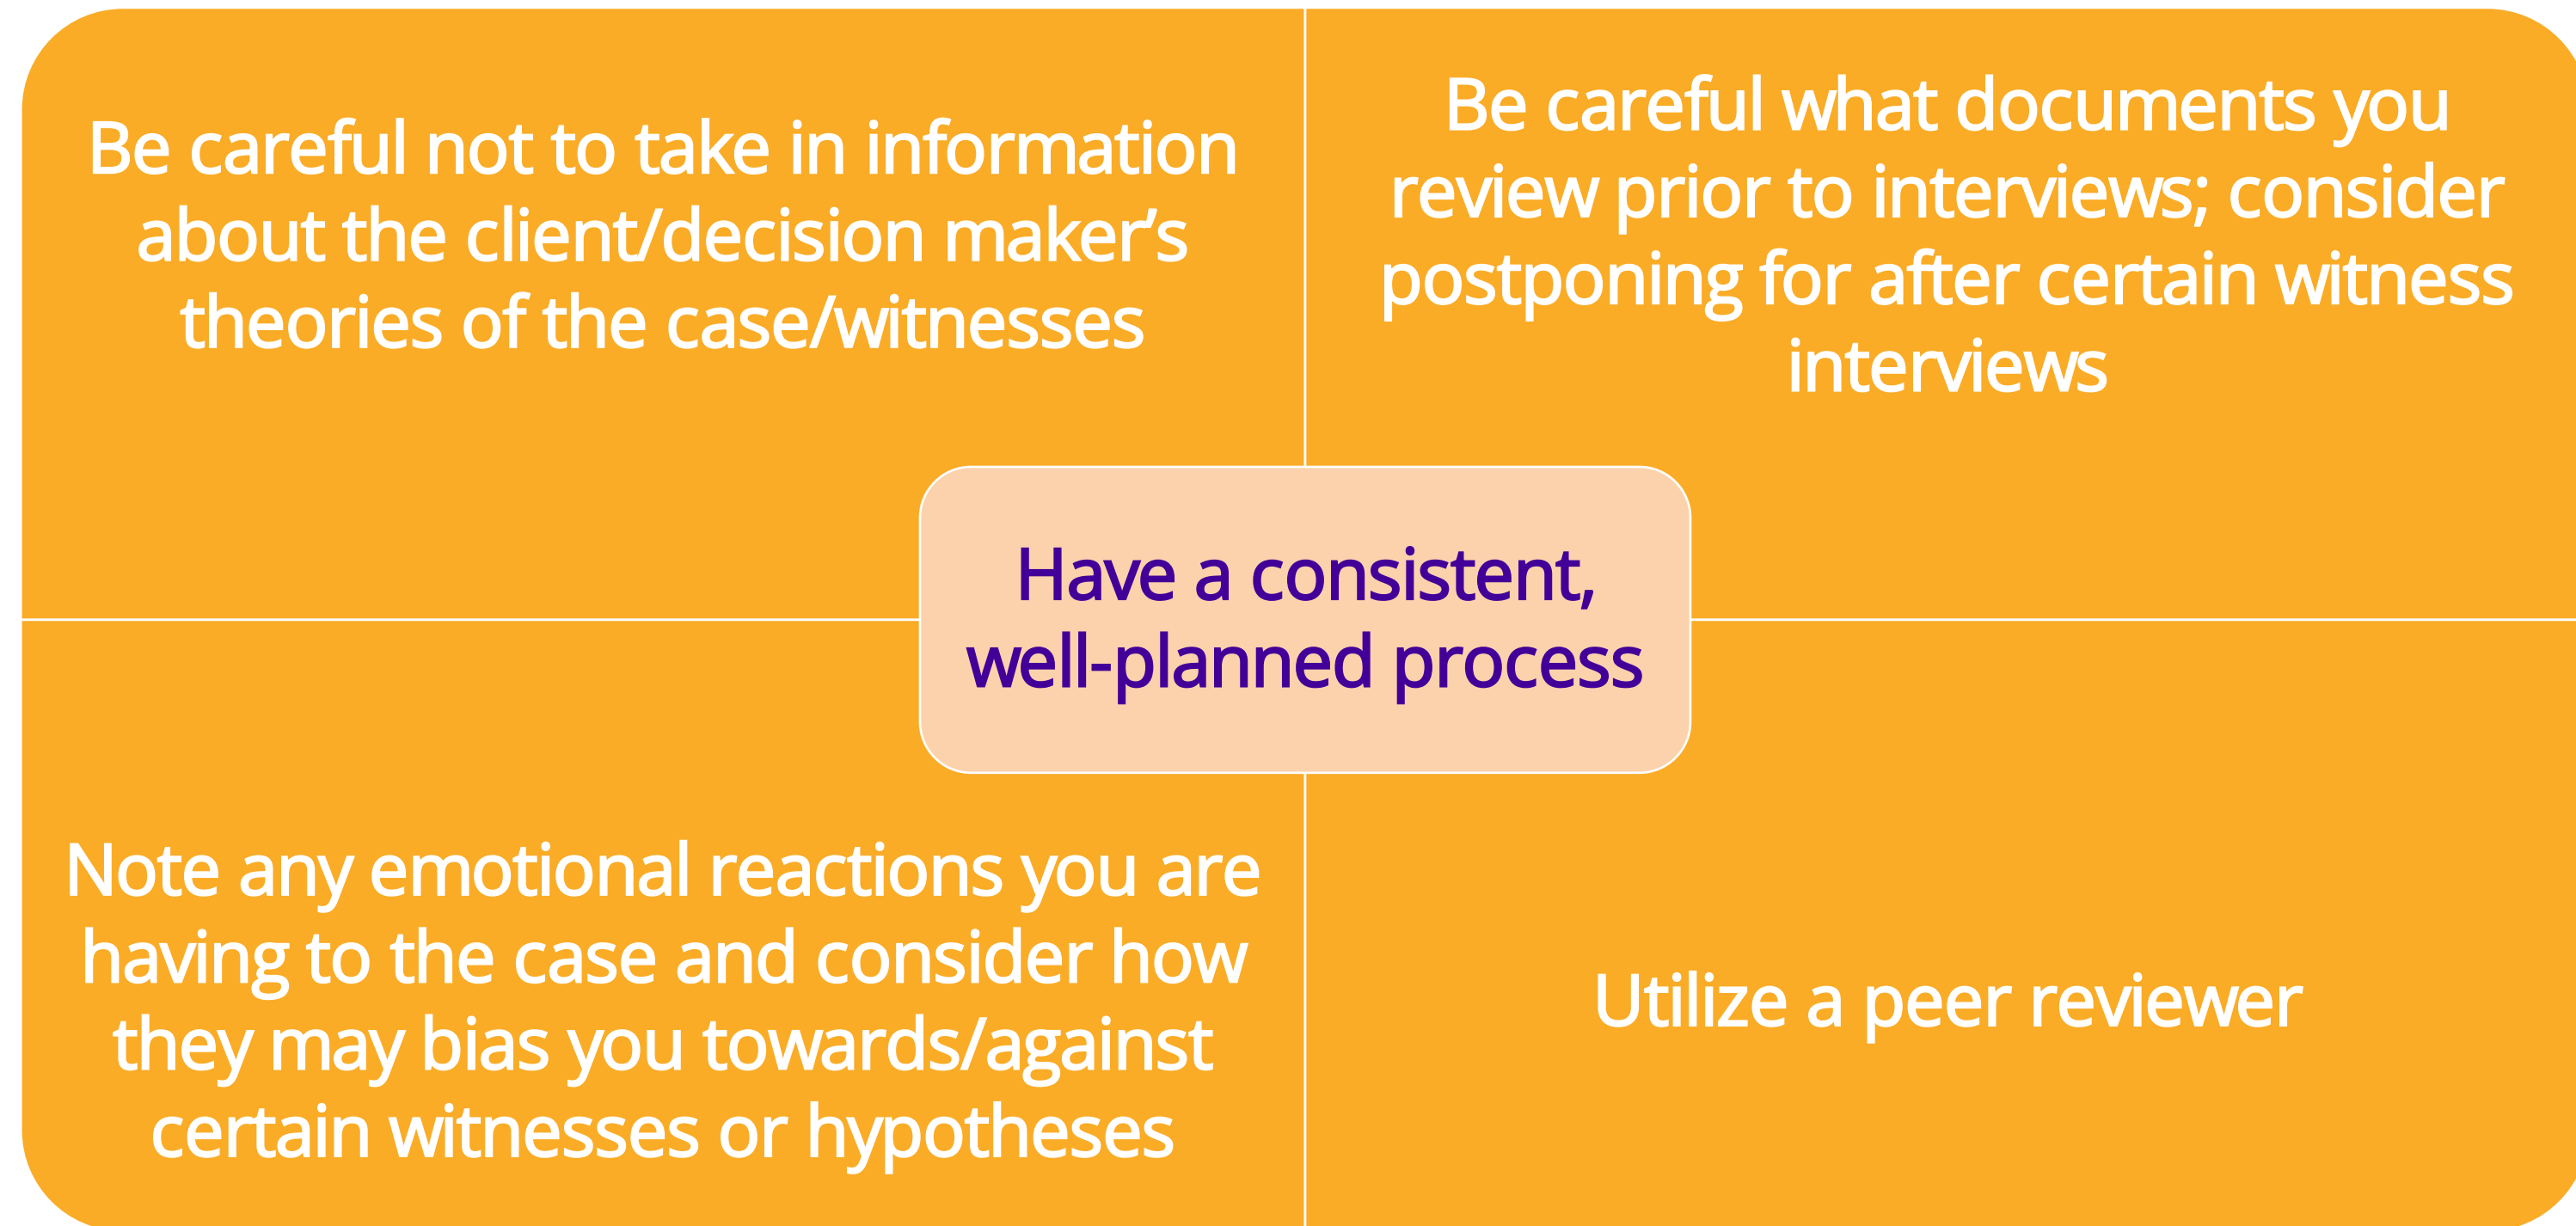 Be careful not to take in information
about the client/decision maker’s
theories of the case/witnesses
Be careful what documents you
review prior to interviews; consider
postponing for after certain witness
interviews
Have a consistent,
well-planned process
Note any emotional reactions you are
having to the case and consider how
they may bias you towards/against
certain witnesses or hypotheses
Utilize a peer reviewer